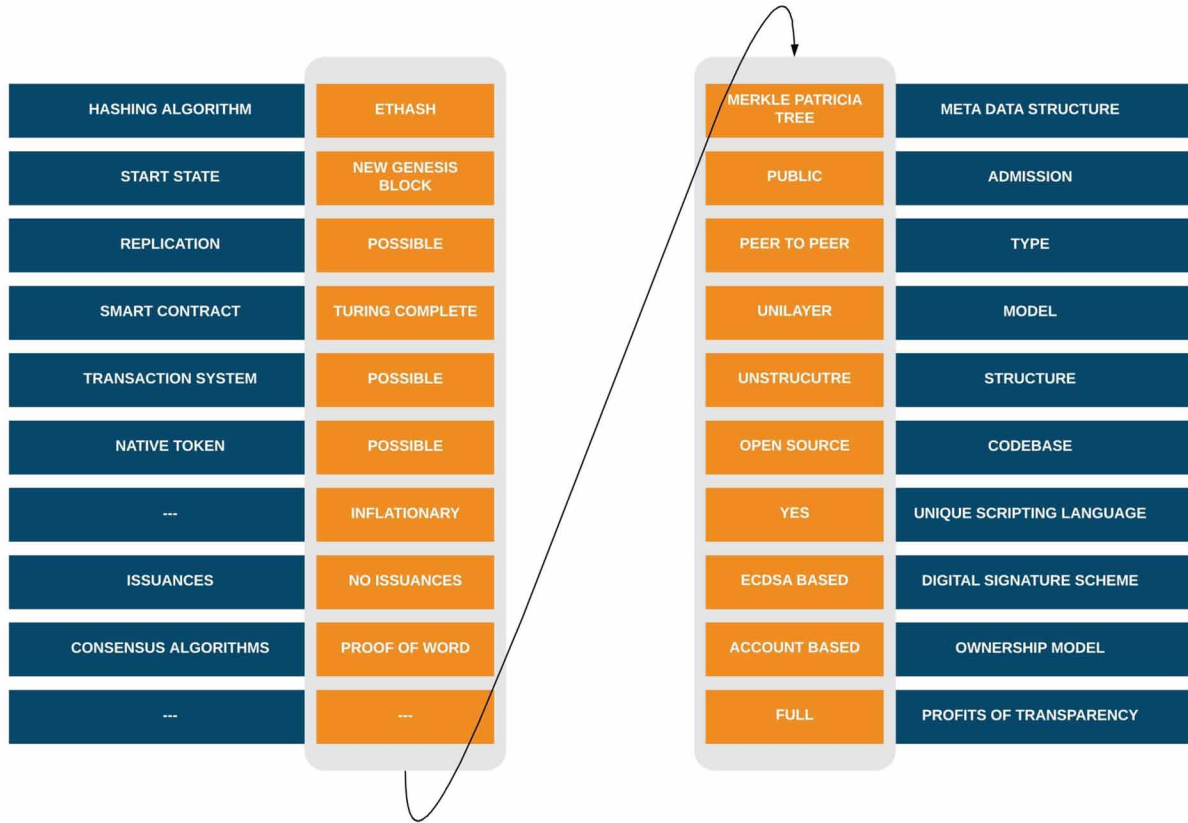 HASHING ALGORITHM
ETHASH
START STATE
NEW GENESIS
BLOCK
REPLICATION
POSSIBLE
SMART CONTRACT
TURING COMPLETE
TRANSACTION SYSTEM
POSSIBLE
NATIVE TOKEN
POSSIBLE
---
INFLATIONARY
ISSUANCES
NO ISSUANCES
CONSENSUS ALGORITHMS
PROOF OF WORD
---
---
MERKLE PATRICIA
TREE
META DATA STRUCTURE
PUBLIC
ADMISSION
PEER TO PEER
TYPE
UNILAYER
MODEL
UNSTRUCUTRE
STRUCTURE
OPEN SOURCE
CODEBASE
YES
UNIQUE SCRIPTING LANGUAGE
ECDSA BASED
DIGITAL SIGNATURE SCHEME
ACCOUNT BASED
OWNERSHIP MODEL
FULL
PROFITS OF TRANSPARENCY